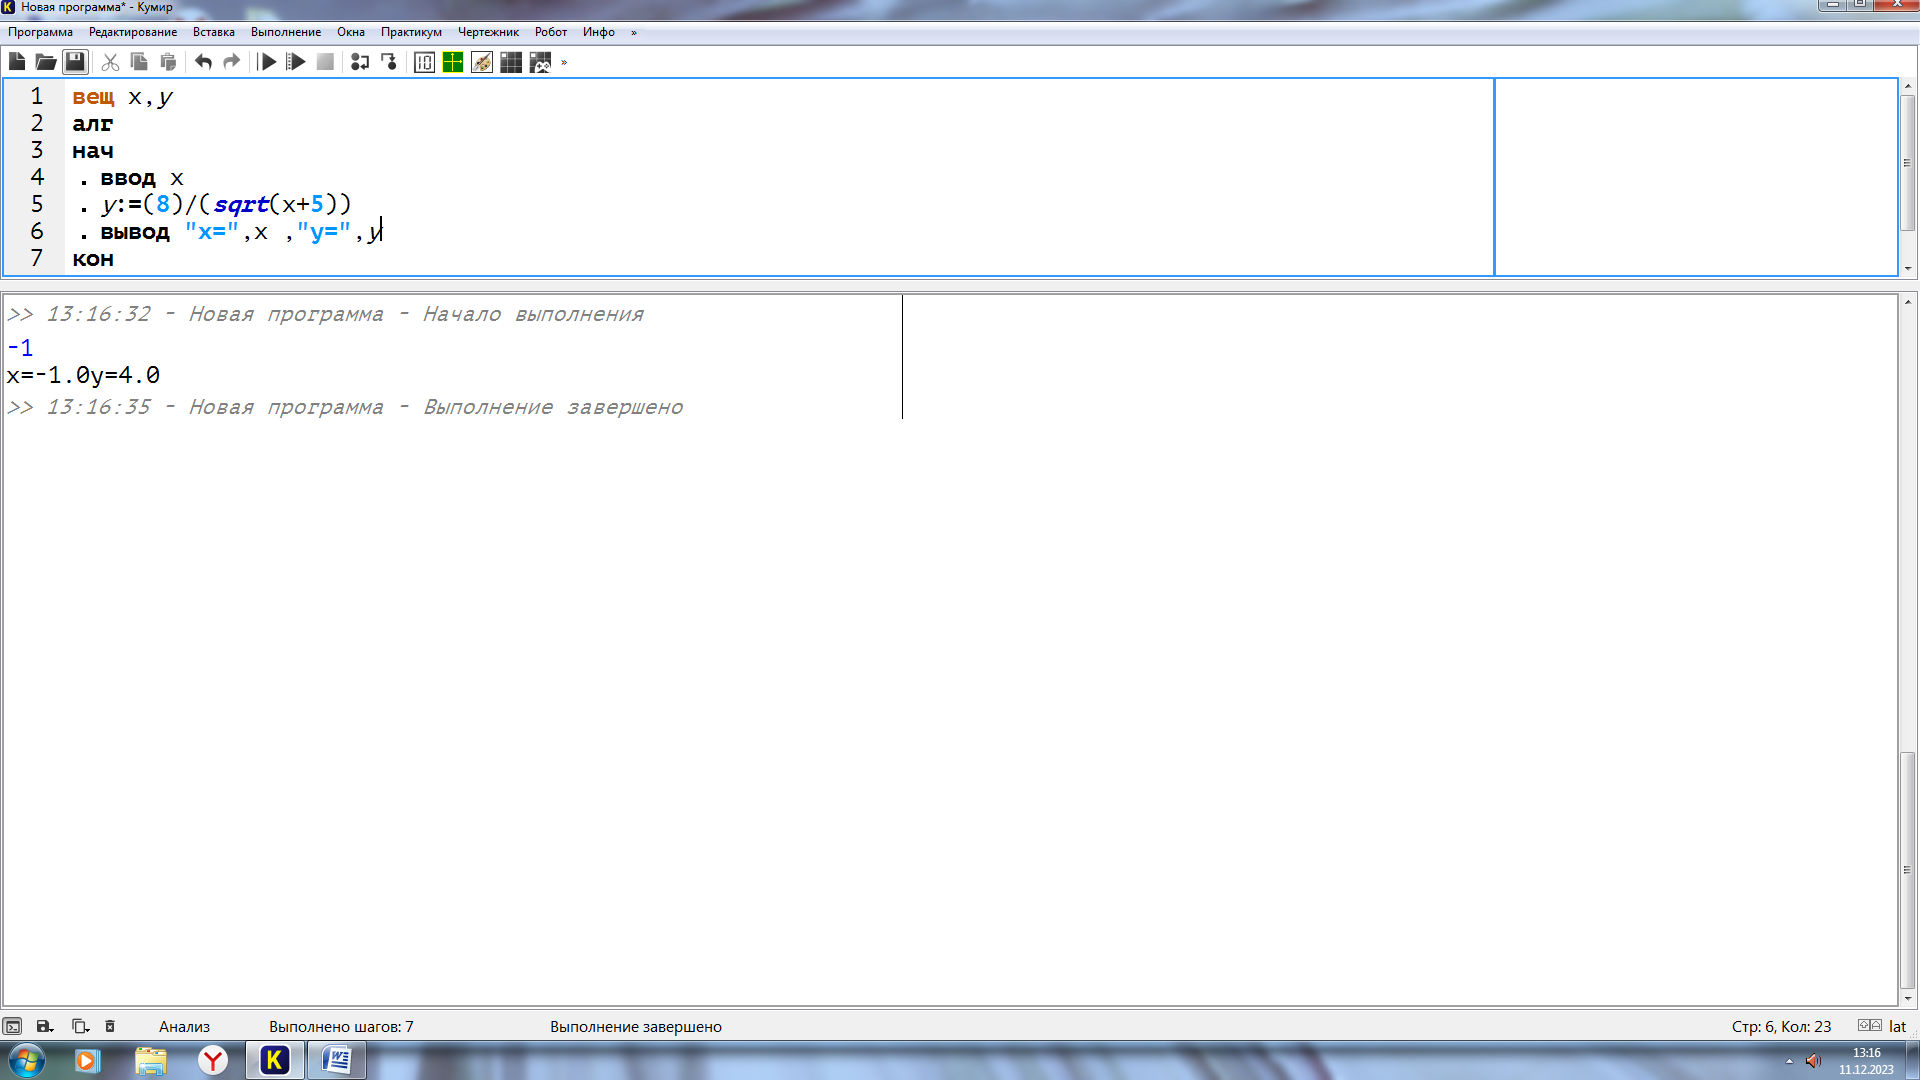 Новая программа* - Кумир
Программа Редактирование Вставка Выполнение Окна Практикум Чертежник Робот Инфо »
»
1 вещ x,y
2 алг
3 нач
4 . ввод x
5 . y:=(8)/(sqrt(x+5))
6 . вывод "x=",x ,"y=",y
7 кон
>> 13:16:32 - Новая программа - Начало выполнения
-1
x=-1.0y=4.0
>> 13:16:35 - Новая программа - Выполнение завершено
Анализ Выполнено шагов: 7 Выполнение завершено Стр: 6, Кол: 23 lat
13:16
11.12.2023